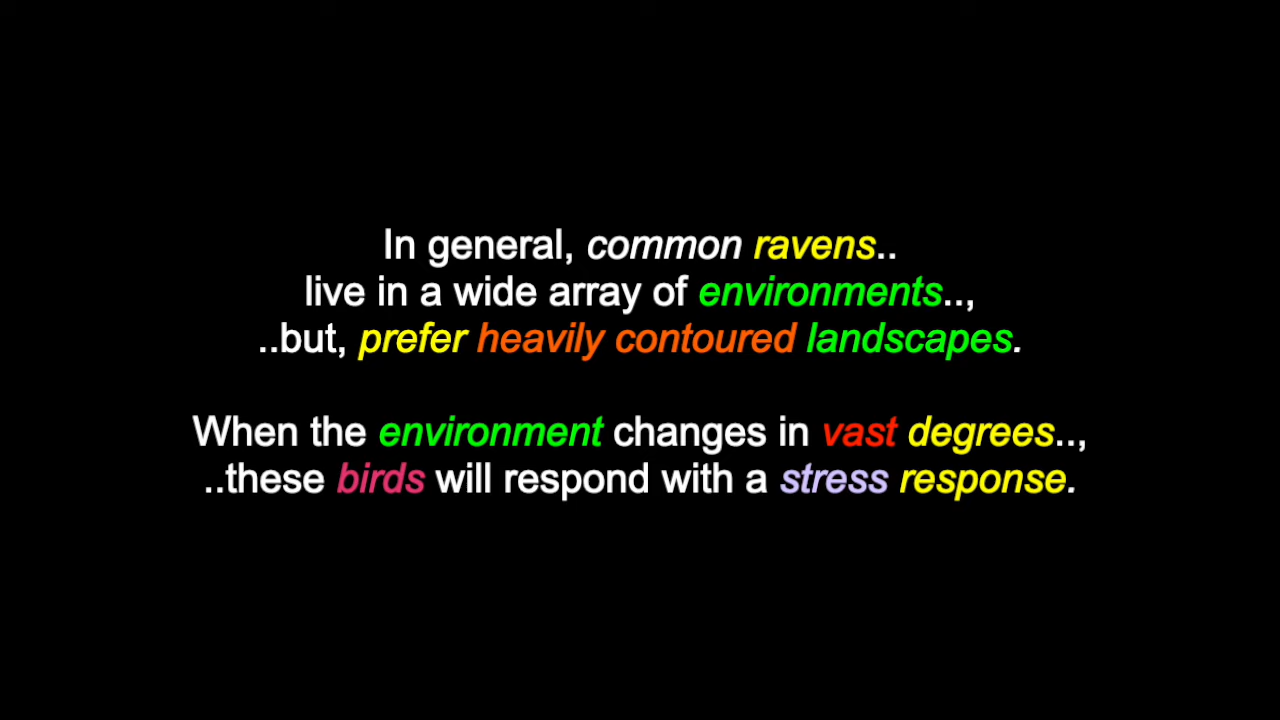 In general, common ravens..
live in a wide array of environments..,
..but, prefer heavily contoured landscapes.
When the environment changes in vast degrees..,
..these birds will respond with a stress response.